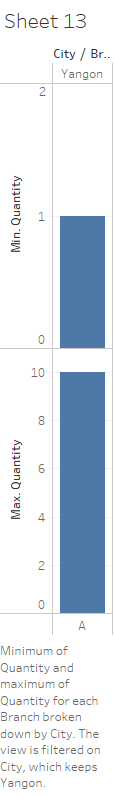 Sheet 13
City / Br..
Yangon
2
Min. Quantity
1
0
10
8
Max. Quantity
6
4
2
0
A
Minimum of
Quantity and
maximum of
Quantity for each
Branch broken
down by City. The
view is filtered on
City, which keeps
Yangon.